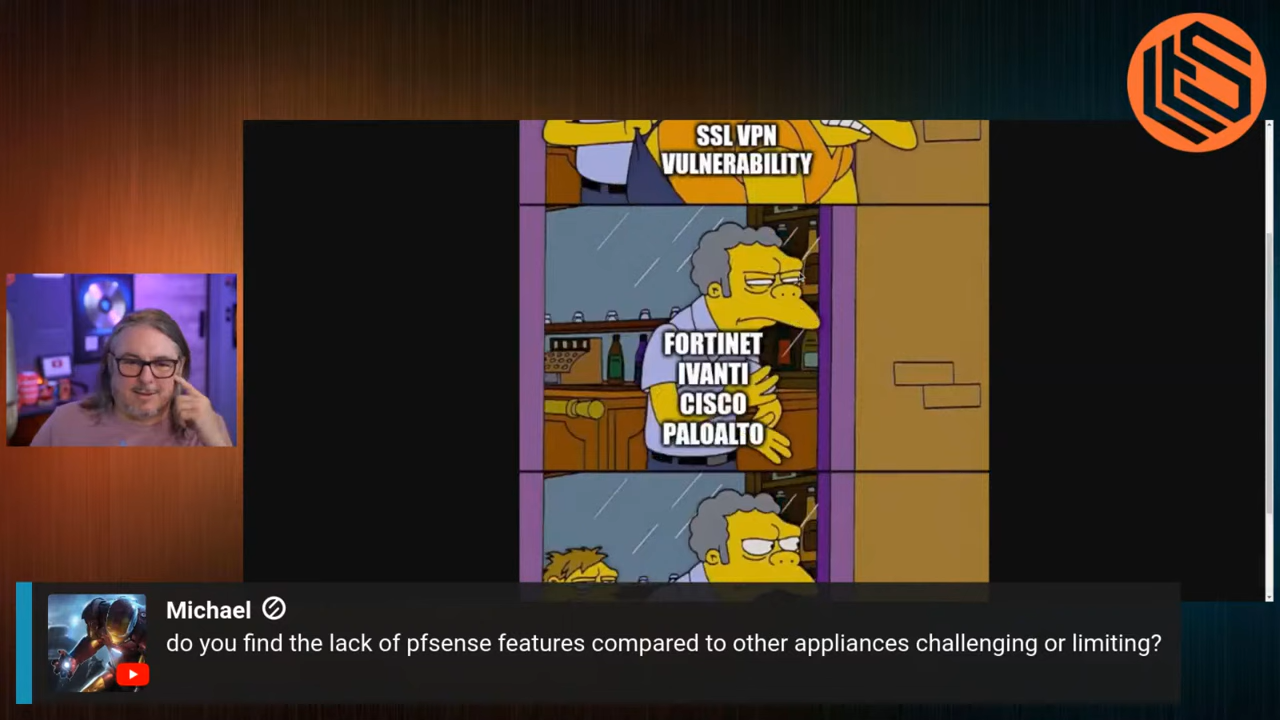 SSL VPN
VULNERABILITY
FORTINET
IVANTI
CISCO
PALOALTO
Michael
do you find the lack of pfsense features compared to other appliances challenging or limiting?